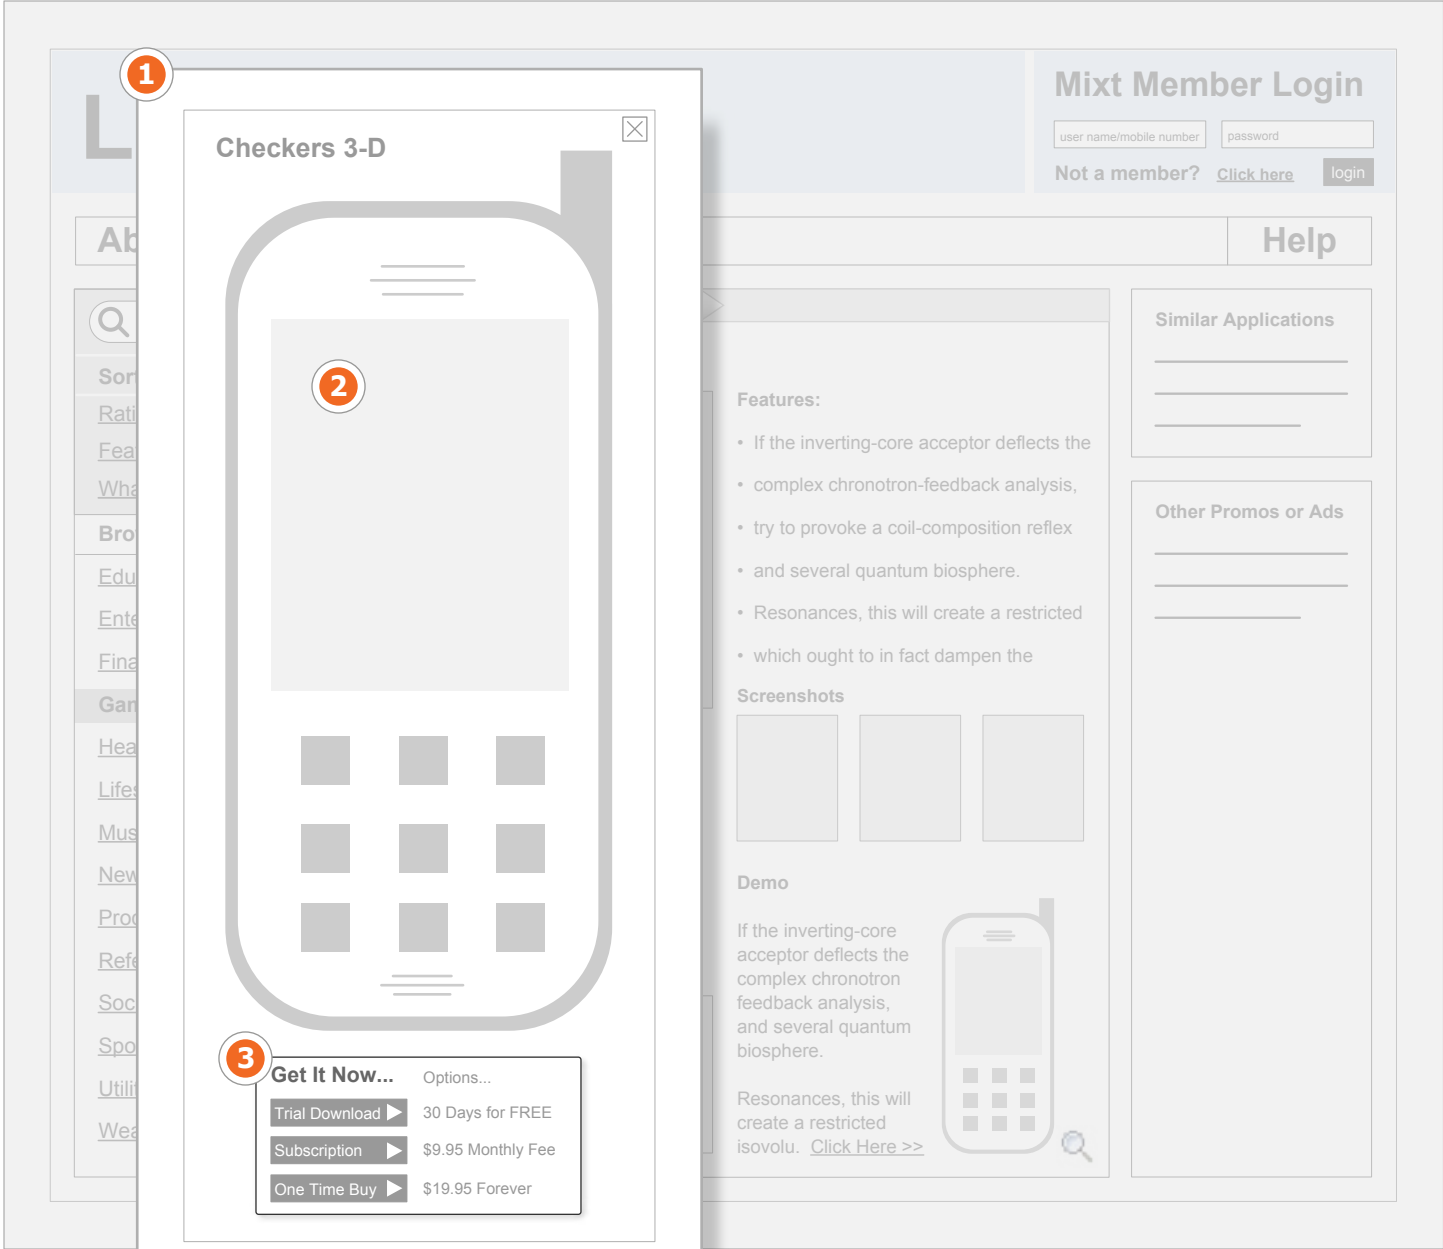 1
L
Mixt Member Login
user name/mobile number password
Not a member? Click here login
Checkers 3-D
Ab
Help
2
Sort
Rati
Feat
Wha
Bro
Edu
Ente
Fina
Gam
Hea
Lifes
Mus
New
Prod
Refe
Soc
Spo
Utilit
Wea
Features:
• If the inverting-core acceptor deflects the
• complex chronotron-feedback analysis,
• try to provoke a coil-composition reflex
• and several quantum biosphere.
• Resonances, this will create a restricted
• which ought to in fact dampen the
Screenshots
Demo
If the inverting-core
acceptor deflects the
complex chronotron
feedback analysis,
and several quantum
biosphere.
Resonances, this will
create a restricted
isovolu. Click Here >>
Similar Applications
Other Promos or Ads
3
Get It Now... Options...
Trial Download 30 Days for FREE
Subscription $9.95 Monthly Fee
One Time Buy $19.95 Forever